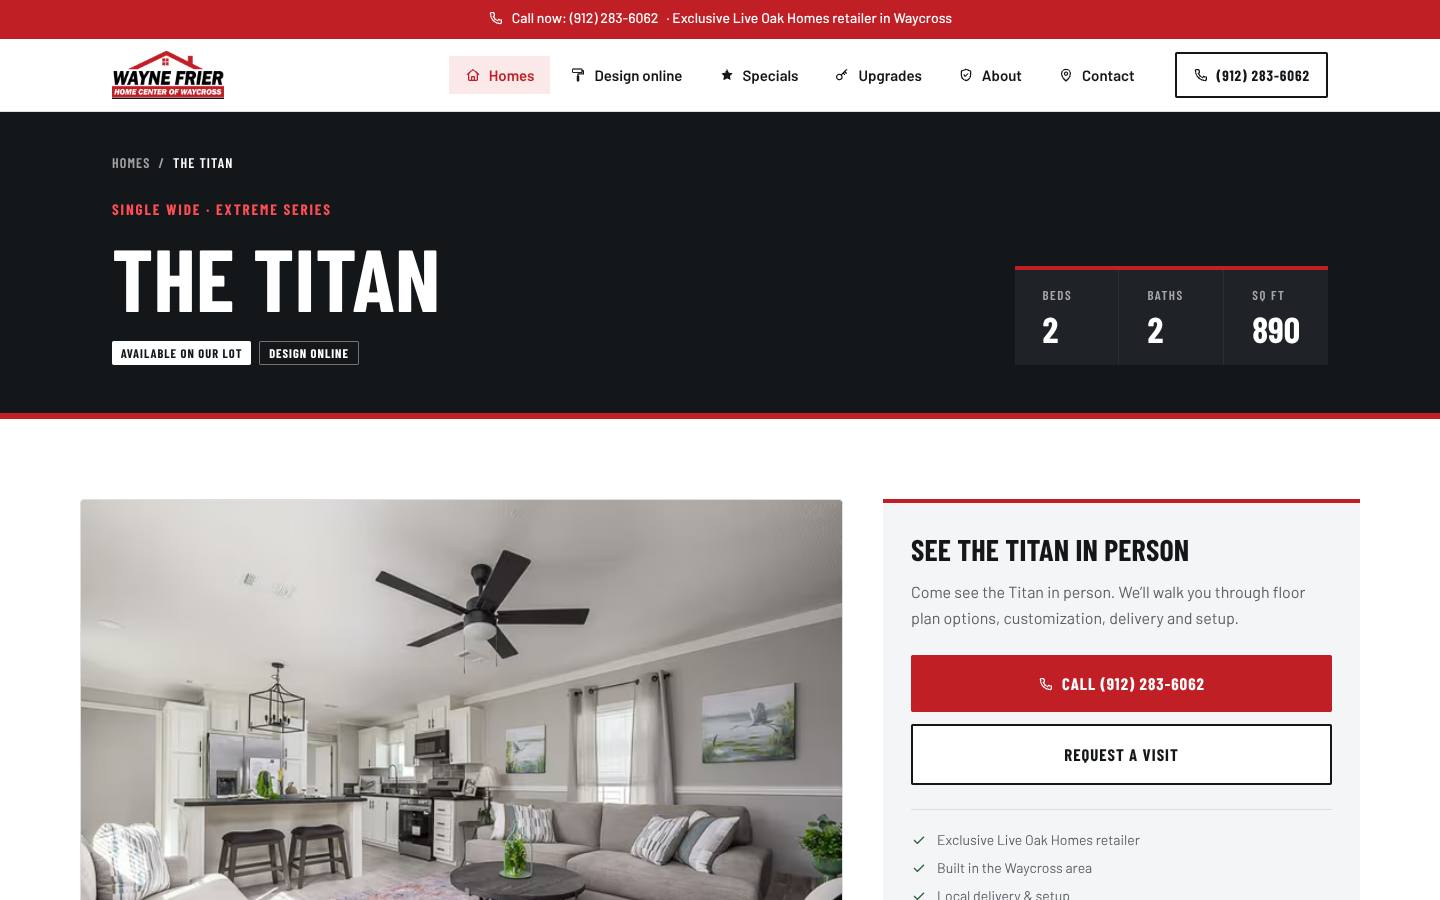 Call now: (912) 283-6062 · Exclusive Live Oak Homes retailer in Waycross
WAYNE FRIER
HOME CENTER OF WAYCROSS
Homes
Design online
Specials
Upgrades
About
Contact
(912) 283-6062
HOMES / THE TITAN
SINGLE WIDE · EXTREME SERIES
THE TITAN
AVAILABLE ON OUR LOT
DESIGN ONLINE
BEDS
2
BATHS
2
SQ FT
890
SEE THE TITAN IN PERSON
Come see the Titan in person. We'll walk you through floor
plan options, customization, delivery and setup.
CALL (912) 283-6062
REQUEST A VISIT
Exclusive Live Oak Homes retailer
Built in the Waycross area
Local delivery & setup